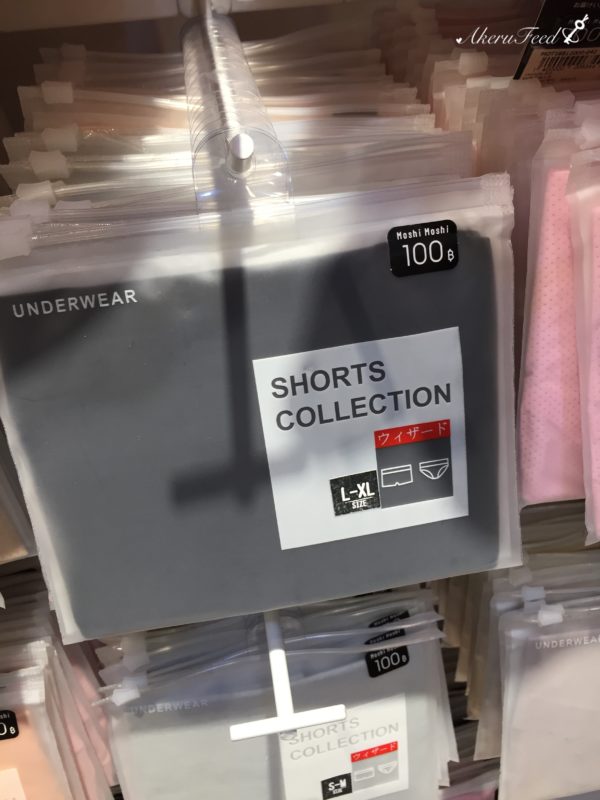 AkeruFeed
Moshi Moshi
100 ฿
UNDERWEAR
SHORTS
COLLECTION
ウィザード
L-XL
SIZE
Moshi Moshi
100 ฿
UNDERWEAR
SHORTS
COLLECTION
ウィザード
S-M
SIZE
UNDERWEAR